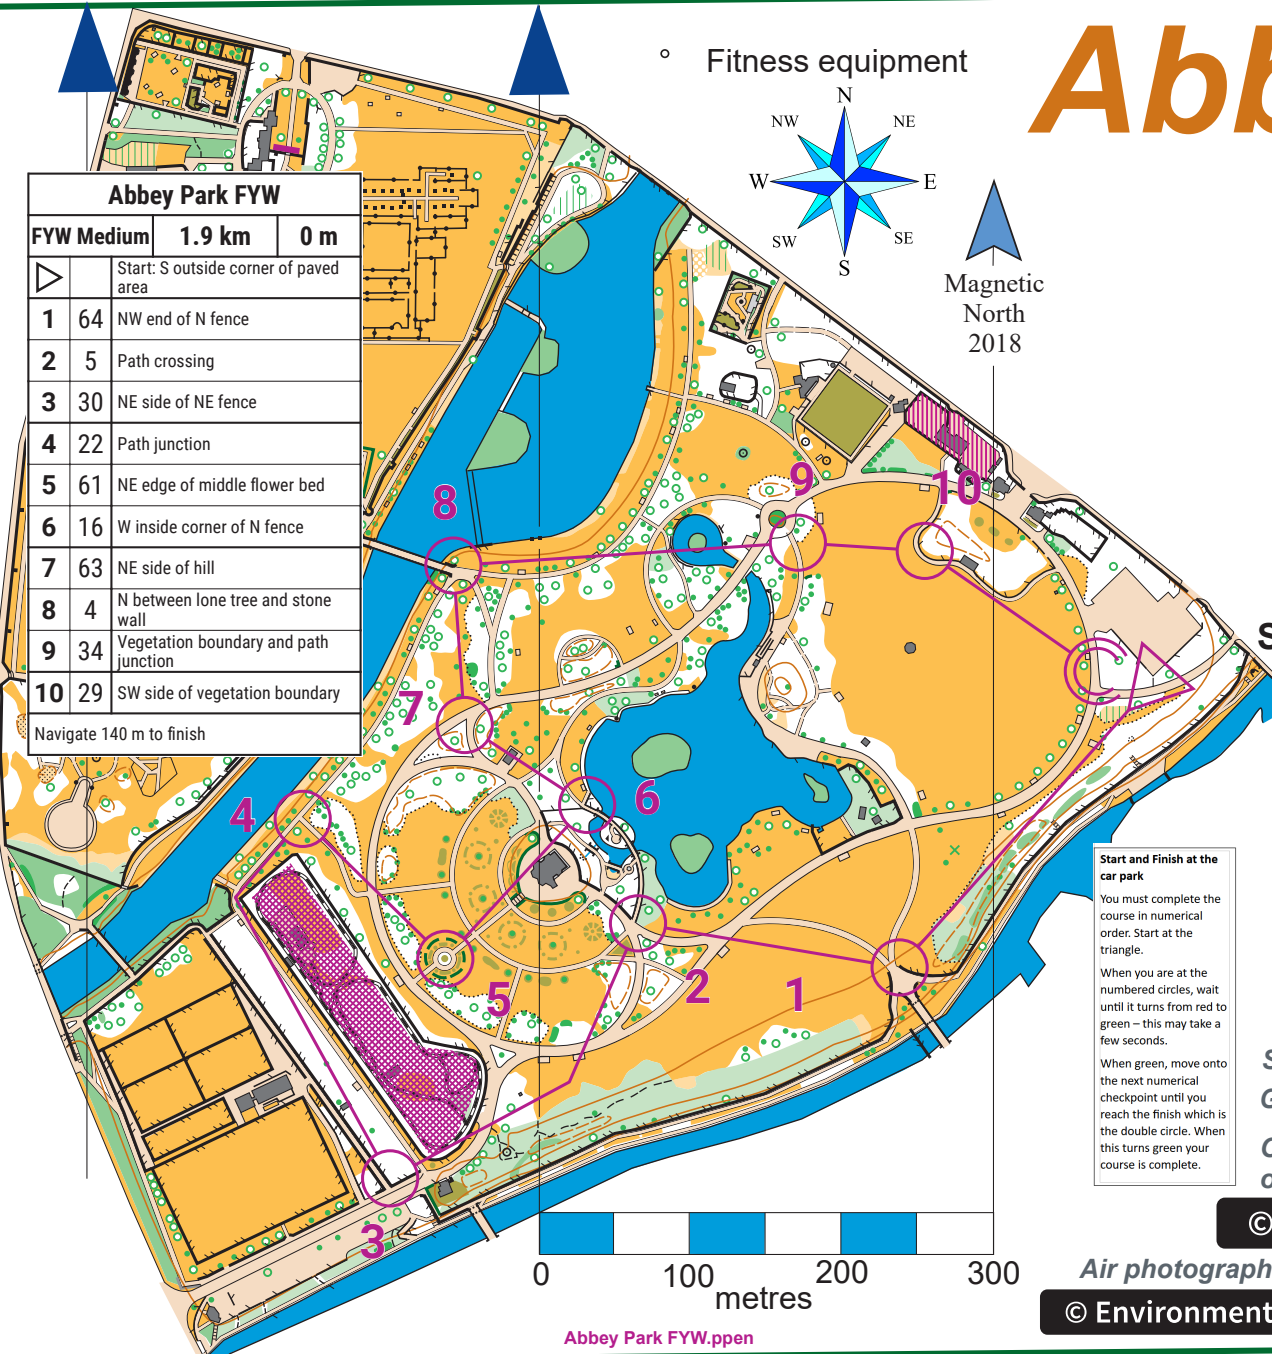 ° Fitness equipment
Abb
N
NW
NE
W
E
SW
SE
S
Magnetic
North
2018
Abbey Park FYW
FYW Medium 1.9 km 0 m
Start: S outside corner of paved
area
1 64 NW end of N fence
2 5 Path crossing
3 30 NE side of NE fence
4 22 Path junction
5 61 NE edge of middle flower bed
6 16 W inside corner of N fence
7 63 NE side of hill
8 4 N between lone tree and stone
wall
9 34 Vegetation boundary and path
junction
10 29 SW side of vegetation boundary
Navigate 140 m to finish
8
9
10
7
6
4
5
2
1
3
S
Start and Finish at the
car park
You must complete the
course in numerical
order. Start at the
triangle.
When you are at the
numbered circles, wait
until it turns from red to
green – this may take a
few seconds.
When green, move onto
the next numerical
checkpoint until you
reach the finish which is
the double circle. When
this turns green your
course is complete.
S
G
C
o
©
Air photograph
© Environment
0 100 200 300
metres
Abbey Park FYW.ppen